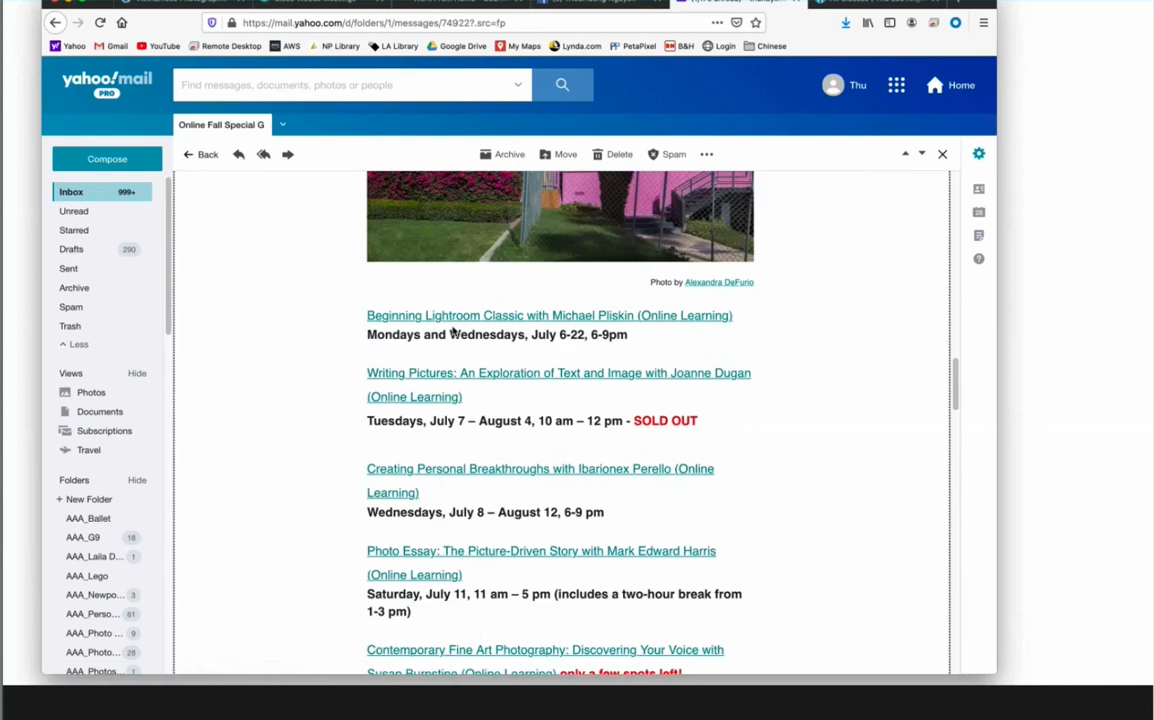 https://mail.yahoo.com/d/folders/1/messages/74922?.src=fp
Yahoo Gmail YouTube Remote Desktop AWS NP Library LA Library Google Drive My Maps Lynda.com PetaPixel B&H Login Chinese
yahoo!mail
PRO
Find messages, documents, photos or people
Thu
Home
Online Fall Special G
Compose
Back
Archive Move Delete Spam
Inbox 999+
Unread
Starred
Drafts 290
Sent
Archive
Spam
Trash
Less
Views Hide
Photos
Documents
Subscriptions
Travel
Folders Hide
+ New Folder
AAA_Ballet
AAA_G9 18
AAA_Laila D... 1
AAA_Lego
AAA_Newpo... 3
AAA_Perso... 61
AAA_Photo ... 9
AAA_Photo... 28
AAA_Photos 1
Photo by Alexandra DeFurio
Beginning Lightroom Classic with Michael Pliskin (Online Learning)
Mondays and Wednesdays, July 6-22, 6-9pm
Writing Pictures: An Exploration of Text and Image with Joanne Dugan
(Online Learning)
Tuesdays, July 7 – August 4, 10 am – 12 pm - SOLD OUT
Creating Personal Breakthroughs with Ibarionex Perello (Online
Learning)
Wednesdays, July 8 – August 12, 6-9 pm
Photo Essay: The Picture-Driven Story with Mark Edward Harris
(Online Learning)
Saturday, July 11, 11 am – 5 pm (includes a two-hour break from
1-3 pm)
Contemporary Fine Art Photography: Discovering Your Voice with
Susan Burnstine (Online Learning) only a few spots left!